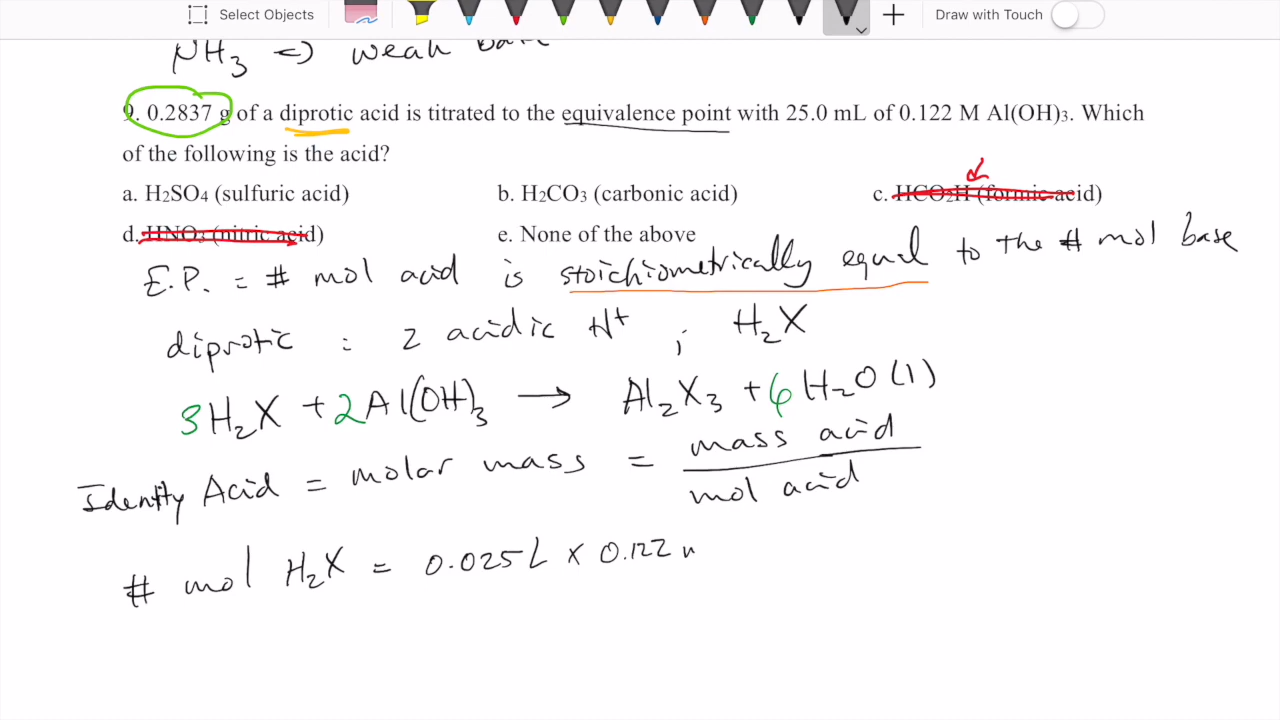 Select Objects
Draw with Touch
NH3 => weak base
9. 0.2837 g of a diprotic acid is titrated to the equivalence point with 25.0 mL of 0.122 M Al(OH)3. Which
of the following is the acid?
a. H2SO4 (sulfuric acid) b. H2CO3 (carbonic acid) c. HCO2H (formic acid)
d. HNO3 (nitric acid) e. None of the above
E.P. = # mol acid is stoichiometrically equal to the # mol base
diprotic : 2 acidic H+ ; H2X
3H2X + 2Al(OH)3 → Al2X3 + 6H2O(l)
Identity Acid = molar mass = mass acid
mol acid
# mol H2X = 0.025L × 0.122